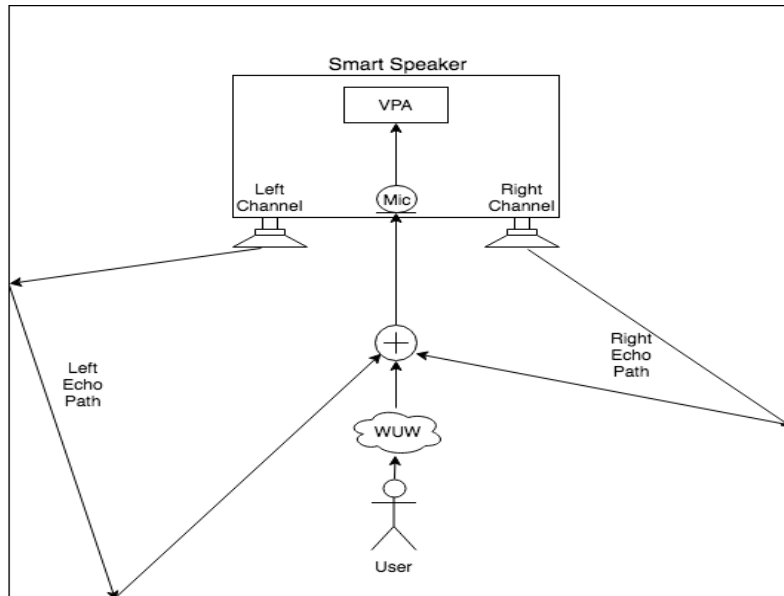 Smart Speaker
VPA
Left
Channel
Mic
Right
Channel
Left
Echo
Path
Right
Echo
Path
WUW
User